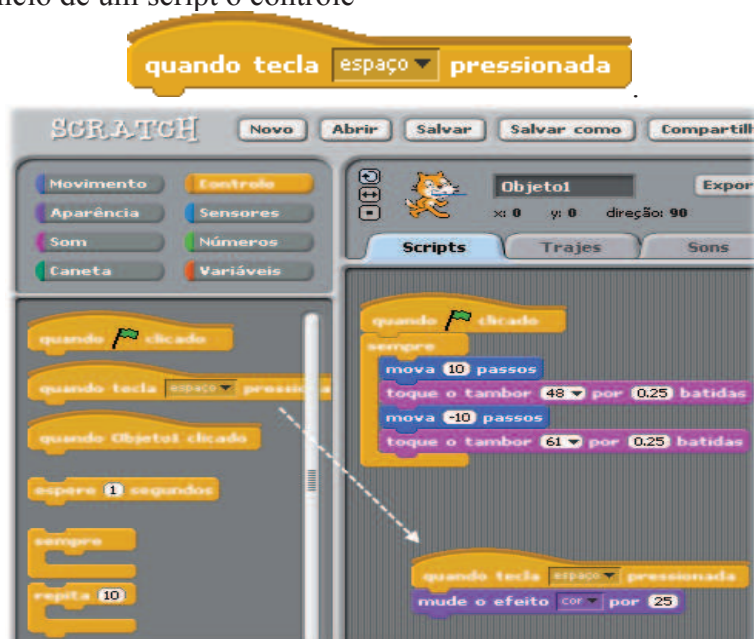 início de um script o controle
quando tecla espaço pressionada
.
SCRATCH Novo Abrir Salvar Salvar como
Movimento Controle
Aparência Sensores
Som Números
Caneta Variáveis
Objeto1
x: 0 y: 0 direção: 90
Scripts Trajes Sons
quando clicado
quando tecla espaço
quando Objeto1 clicado
espere 1 segundos
sempre
repita 10
quando clicado
sempre
mova 10 passos
toque o tambor 48 por 0.25 batidas
mova -10 passos
toque o tambor 61 por 0.25 batidas
quando tecla espaço pressionada
mude o efeito cor por 25